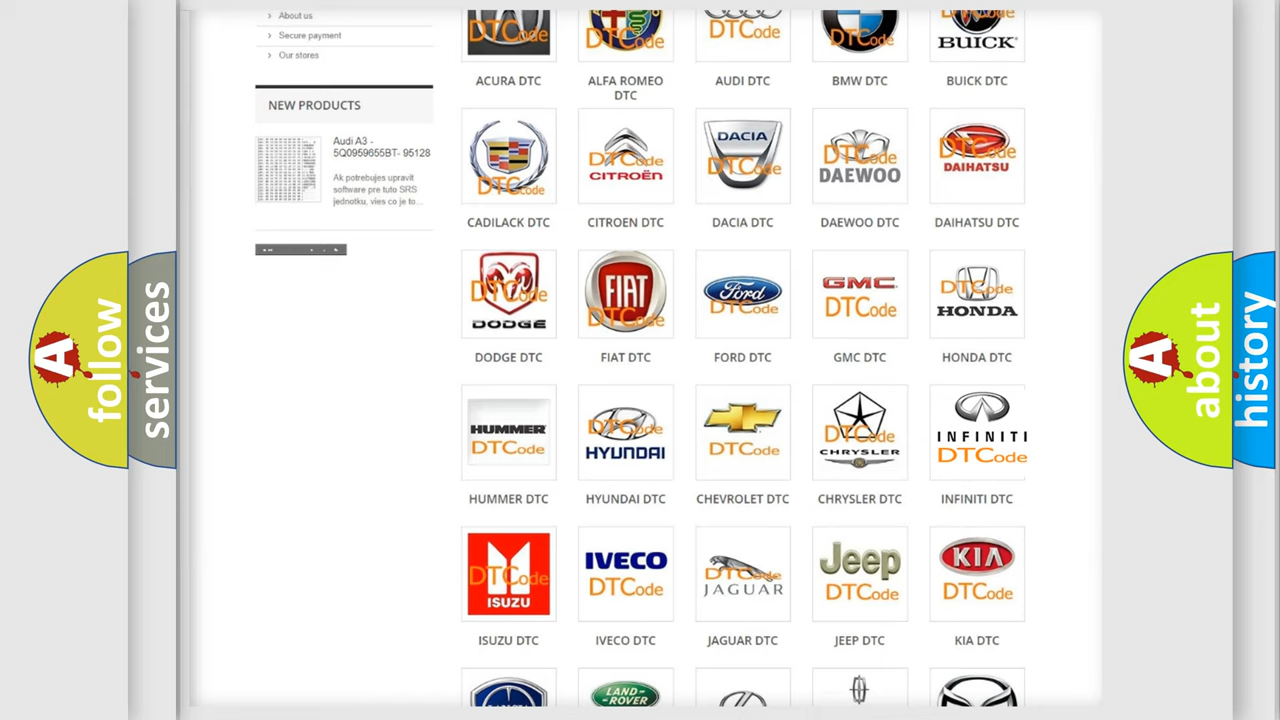 About us
Secure payment
Our stores
NEW PRODUCTS
Audi A3 -
5Q0959655BT- 95128
Ak potrebujes upravit
software pre tuto SRS
jednotku, vies co je to...
DTCode
DTCode
DTCode
DTCode
BUICK
ACURA DTC
ALFA ROMEO
DTC
AUDI DTC
BMW DTC
BUICK DTC
DTCode
DTCode
CITROËN
DACIA
DTCode
DTCode
DAEWOO
DTCode
DAIHATSU
CADILACK DTC
CITROEN DTC
DACIA DTC
DAEWOO DTC
DAIHATSU DTC
DTCode
DODGE
FIAT
DTCode
Ford
DTCode
GMC
DTCode
DTCode
HONDA
DODGE DTC
FIAT DTC
FORD DTC
GMC DTC
HONDA DTC
HUMMER
DTCode
DTCode
HYUNDAI
DTCode
DTCode
CHRYSLER
INFINITI
DTCode
HUMMER DTC
HYUNDAI DTC
CHEVROLET DTC
CHRYSLER DTC
INFINITI DTC
DTCode
ISUZU
IVECO
DTCode
DTCode
JAGUAR
Jeep
DTCode
KIA
DTCode
ISUZU DTC
IVECO DTC
JAGUAR DTC
JEEP DTC
KIA DTC
LAND-
ROVER
A follow
services
A about
history